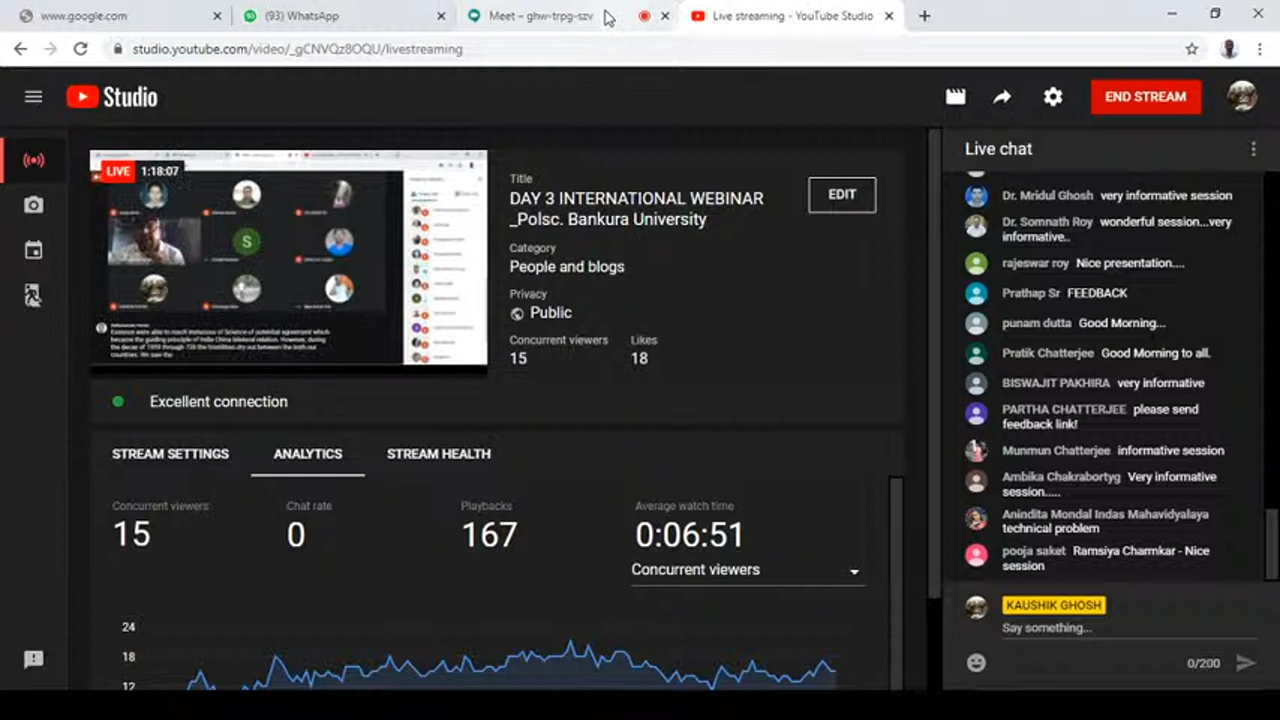 www.google.com
(93) WhatsApp
Meet – ghw-trpg-szv
Live streaming - YouTube Studio
studio.youtube.com/video/_gCNVQz8OQU/livestreaming
Studio
END STREAM
LIVE 1:18:07
Title
DAY 3 INTERNATIONAL WEBINAR
_Polsc. Bankura University
EDIT
Category
People and blogs
Privacy
Public
Concurrent viewers
Likes
15
18
S
Excellent connection
STREAM SETTINGS
ANALYTICS
STREAM HEALTH
Concurrent viewers
Chat rate
Playbacks
Average watch time
15
0
167
0:06:51
Concurrent viewers
24
18
12
Live chat
Dr. Mridul Ghosh very informative session
Dr. Somnath Roy wonderful session...very
informative..
rajeswar roy Nice presentation....
Prathap Sr FEEDBACK
punam dutta Good Morning...
Pratik Chatterjee Good Morning to all.
BISWAJIT PAKHIRA very informative
PARTHA CHATTERJEE please send
feedback link!
Munmun Chatterjee informative session
Ambika Chakrabortyg Very informative
session.....
Anindita Mondal Indas Mahavidyalaya
technical problem
pooja saket Ramsiya Charmkar - Nice
session
KAUSHIK GHOSH
Say something...
0/200